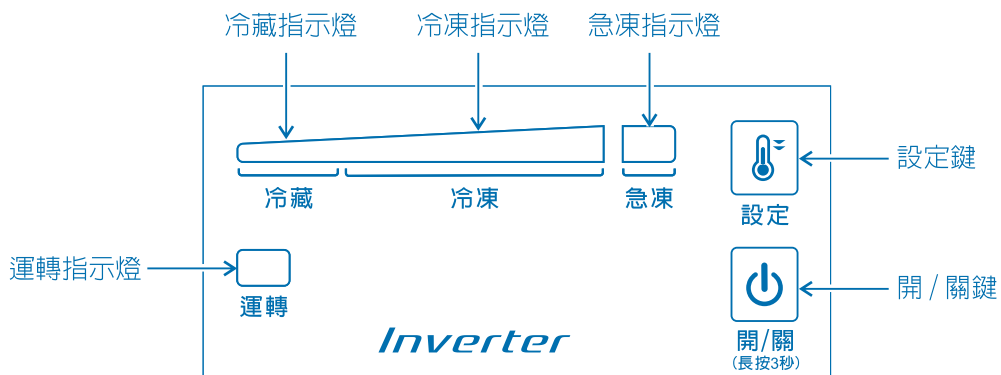 冷藏指示燈
冷凍指示燈
急凍指示燈
設定鍵
冷藏
冷凍
急凍
設定
運轉指示燈
開 / 關鍵
運轉
Inverter
開/關
(長按3秒)